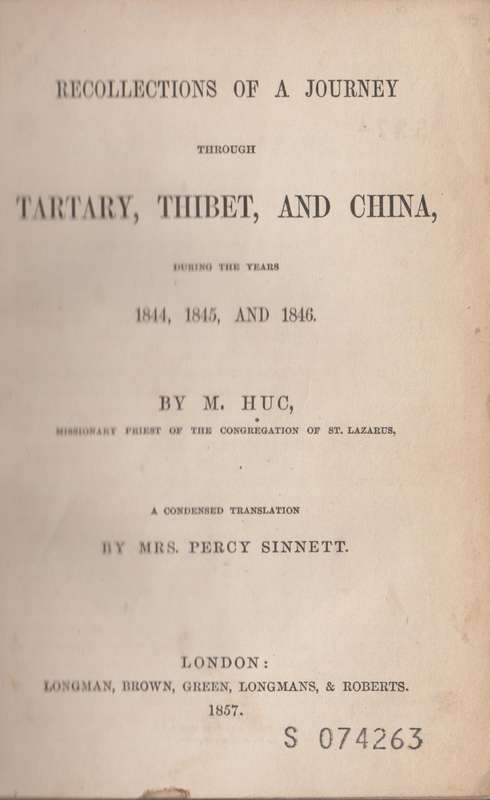 RECOLLECTIONS OF A JOURNEY
THROUGH
TARTARY, THIBET, AND CHINA,
DURING THE YEARS
1844, 1845, AND 1846.
BY M. HUC,
MISSIONARY PRIEST OF THE CONGREGATION OF ST. LAZARUS,
A CONDENSED TRANSLATION
BY MRS. PERCY SINNETT.
LONDON:
LONGMAN, BROWN, GREEN, LONGMANS, & ROBERTS.
1857.
S 074263